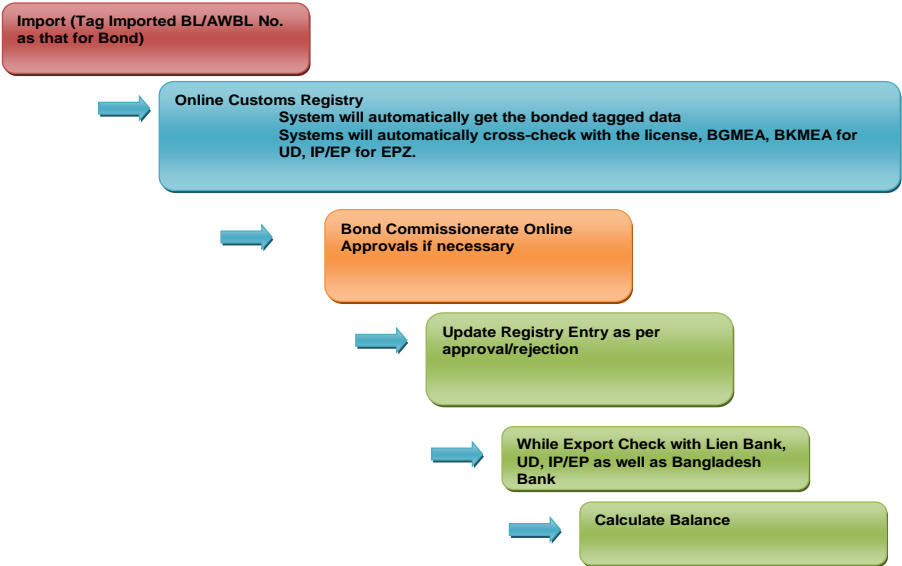 Import (Tag Imported BL/AWBL No.
as that for Bond)
Online Customs Registry
System will automatically get the bonded tagged data
Systems will automatically cross-check with the license, BGMEA, BKMEA for
UD, IP/EP for EPZ.
Bond Commissionerate Online
Approvals if necessary
Update Registry Entry as per
approval/rejection
While Export Check with Lien Bank,
UD, IP/EP as well as Bangladesh
Bank
Calculate Balance